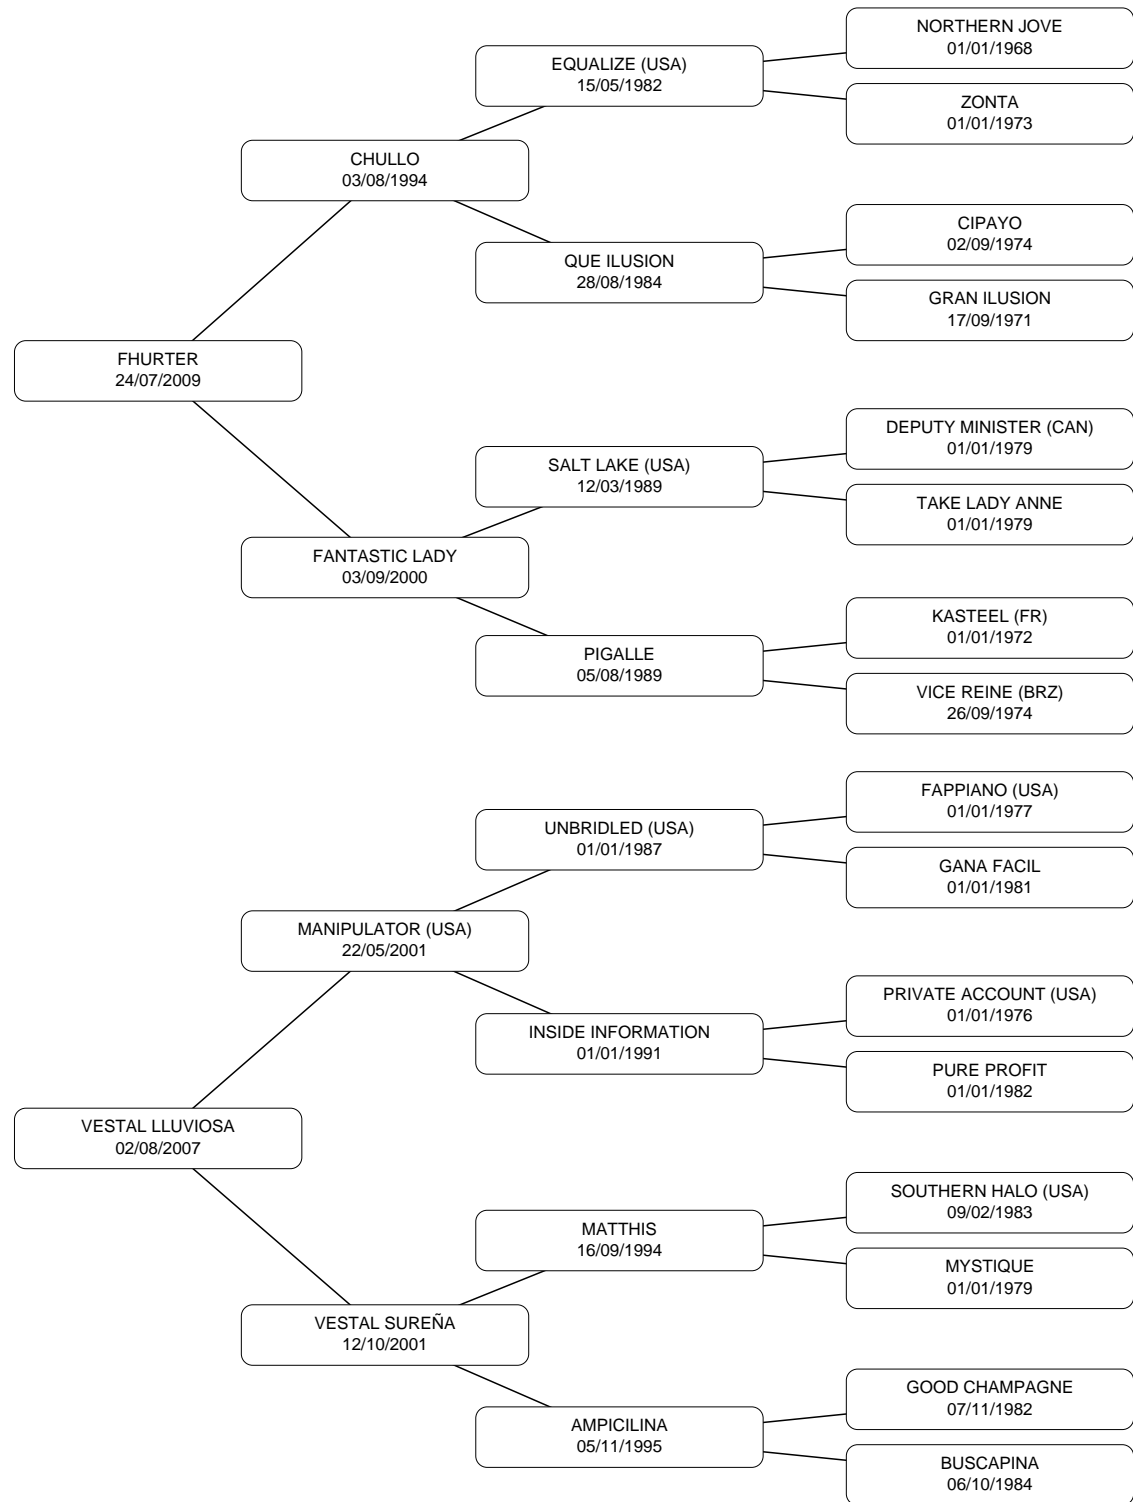 NORTHERN JOVE
01/01/1968
EQUALIZE (USA)
15/05/1982
ZONTA
01/01/1973
CHULLO
03/08/1994
CIPAYO
02/09/1974
QUE ILUSION
28/08/1984
GRAN ILUSION
17/09/1971
FHURTER
24/07/2009
DEPUTY MINISTER (CAN)
01/01/1979
SALT LAKE (USA)
12/03/1989
TAKE LADY ANNE
01/01/1979
FANTASTIC LADY
03/09/2000
KASTEEL (FR)
01/01/1972
PIGALLE
05/08/1989
VICE REINE (BRZ)
26/09/1974
FAPPIANO (USA)
01/01/1977
UNBRIDLED (USA)
01/01/1987
GANA FACIL
01/01/1981
MANIPULATOR (USA)
22/05/2001
PRIVATE ACCOUNT (USA)
01/01/1976
INSIDE INFORMATION
01/01/1991
PURE PROFIT
01/01/1982
VESTAL LLUVIOSA
02/08/2007
SOUTHERN HALO (USA)
09/02/1983
MATTHIS
16/09/1994
MYSTIQUE
01/01/1979
VESTAL SUREÑA
12/10/2001
GOOD CHAMPAGNE
07/11/1982
AMPICILINA
05/11/1995
BUSCAPINA
06/10/1984